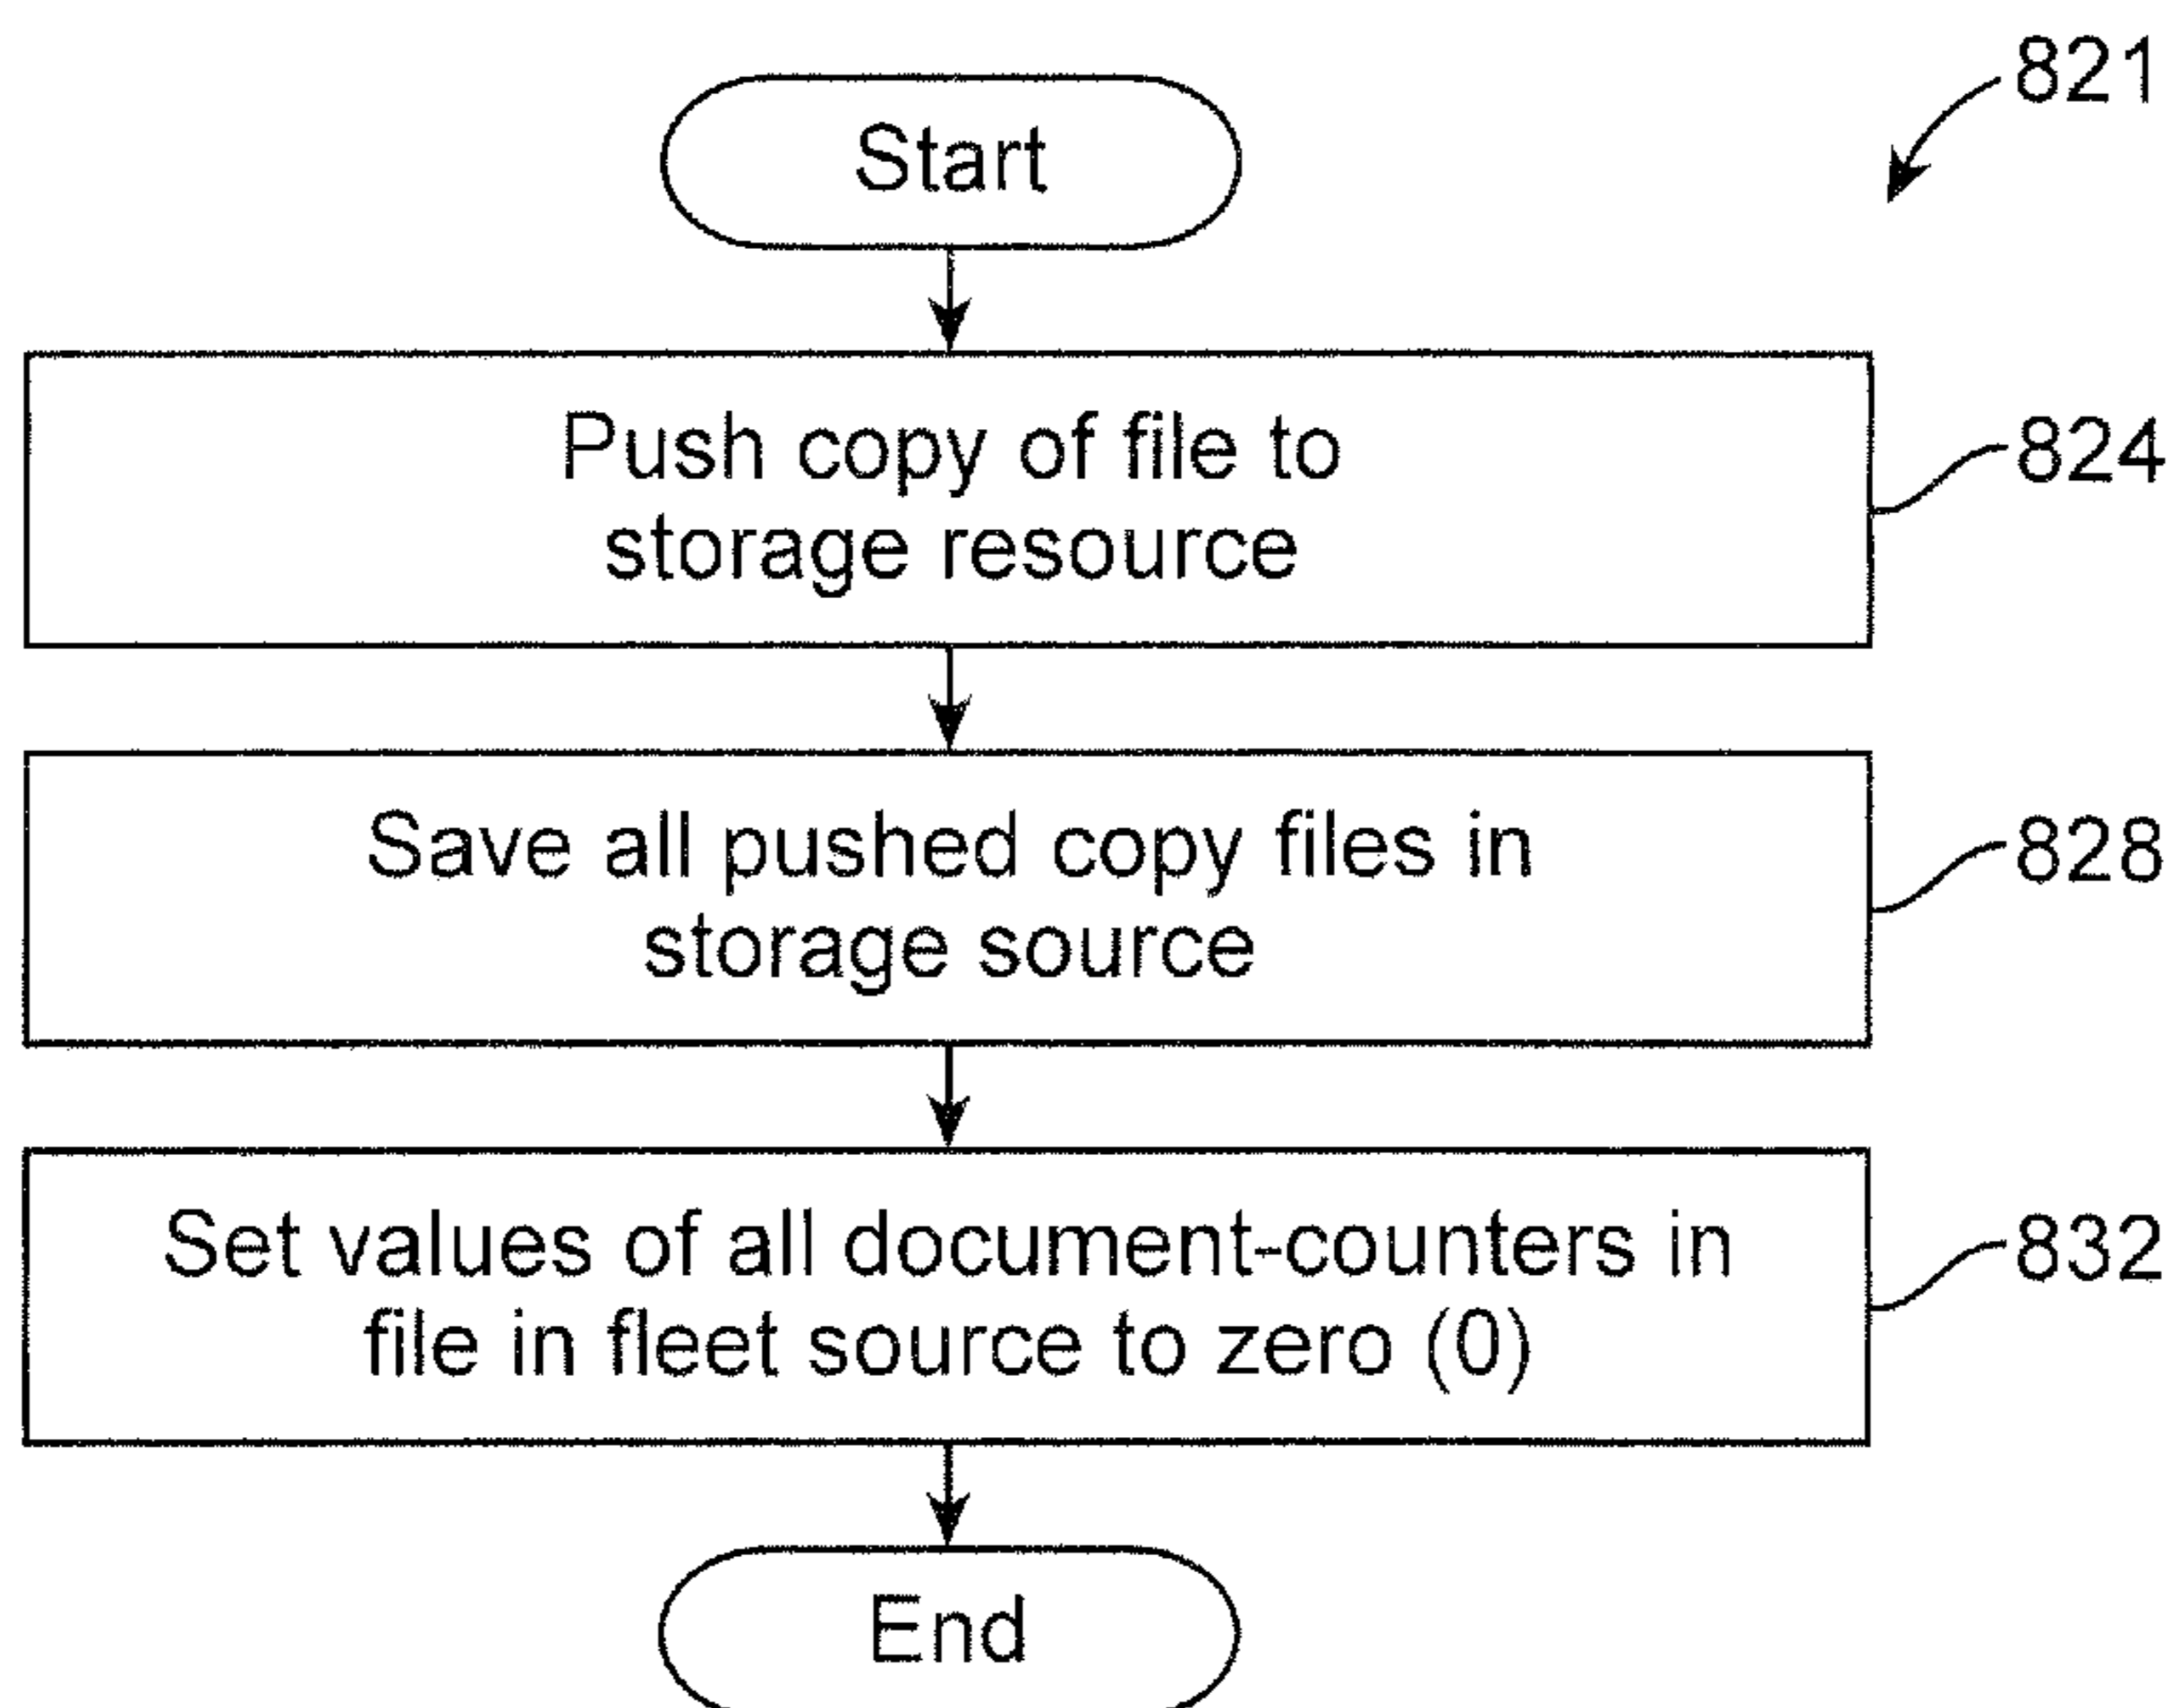 821
Start
Push copy of file to
storage resource
824
Save all pushed copy files in
storage source
828
Set values of all document-counters in
file in fleet source to zero (0)
832
End